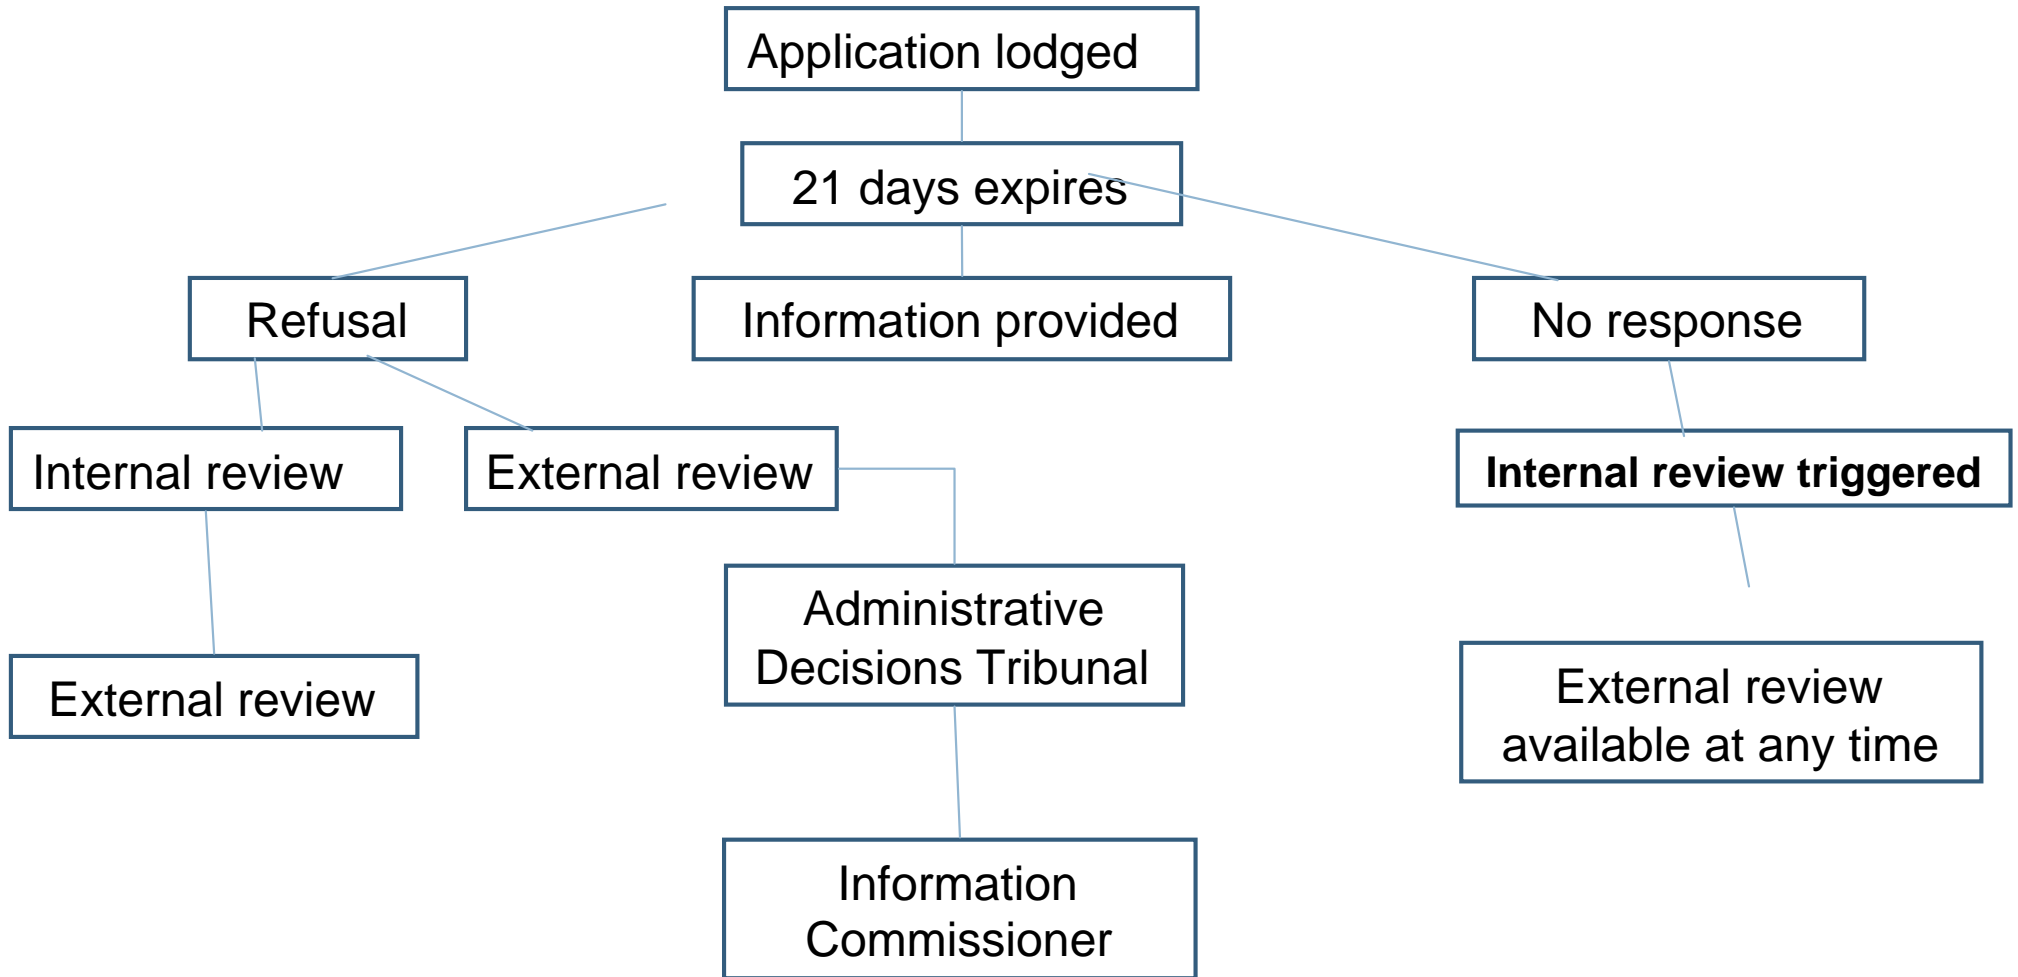 Application lodged
21 days expires
Refusal
Information provided
No response
Internal review
External review
Internal review triggered
Administrative
Decisions Tribunal
External review
External review
available at any time
Information
Commissioner